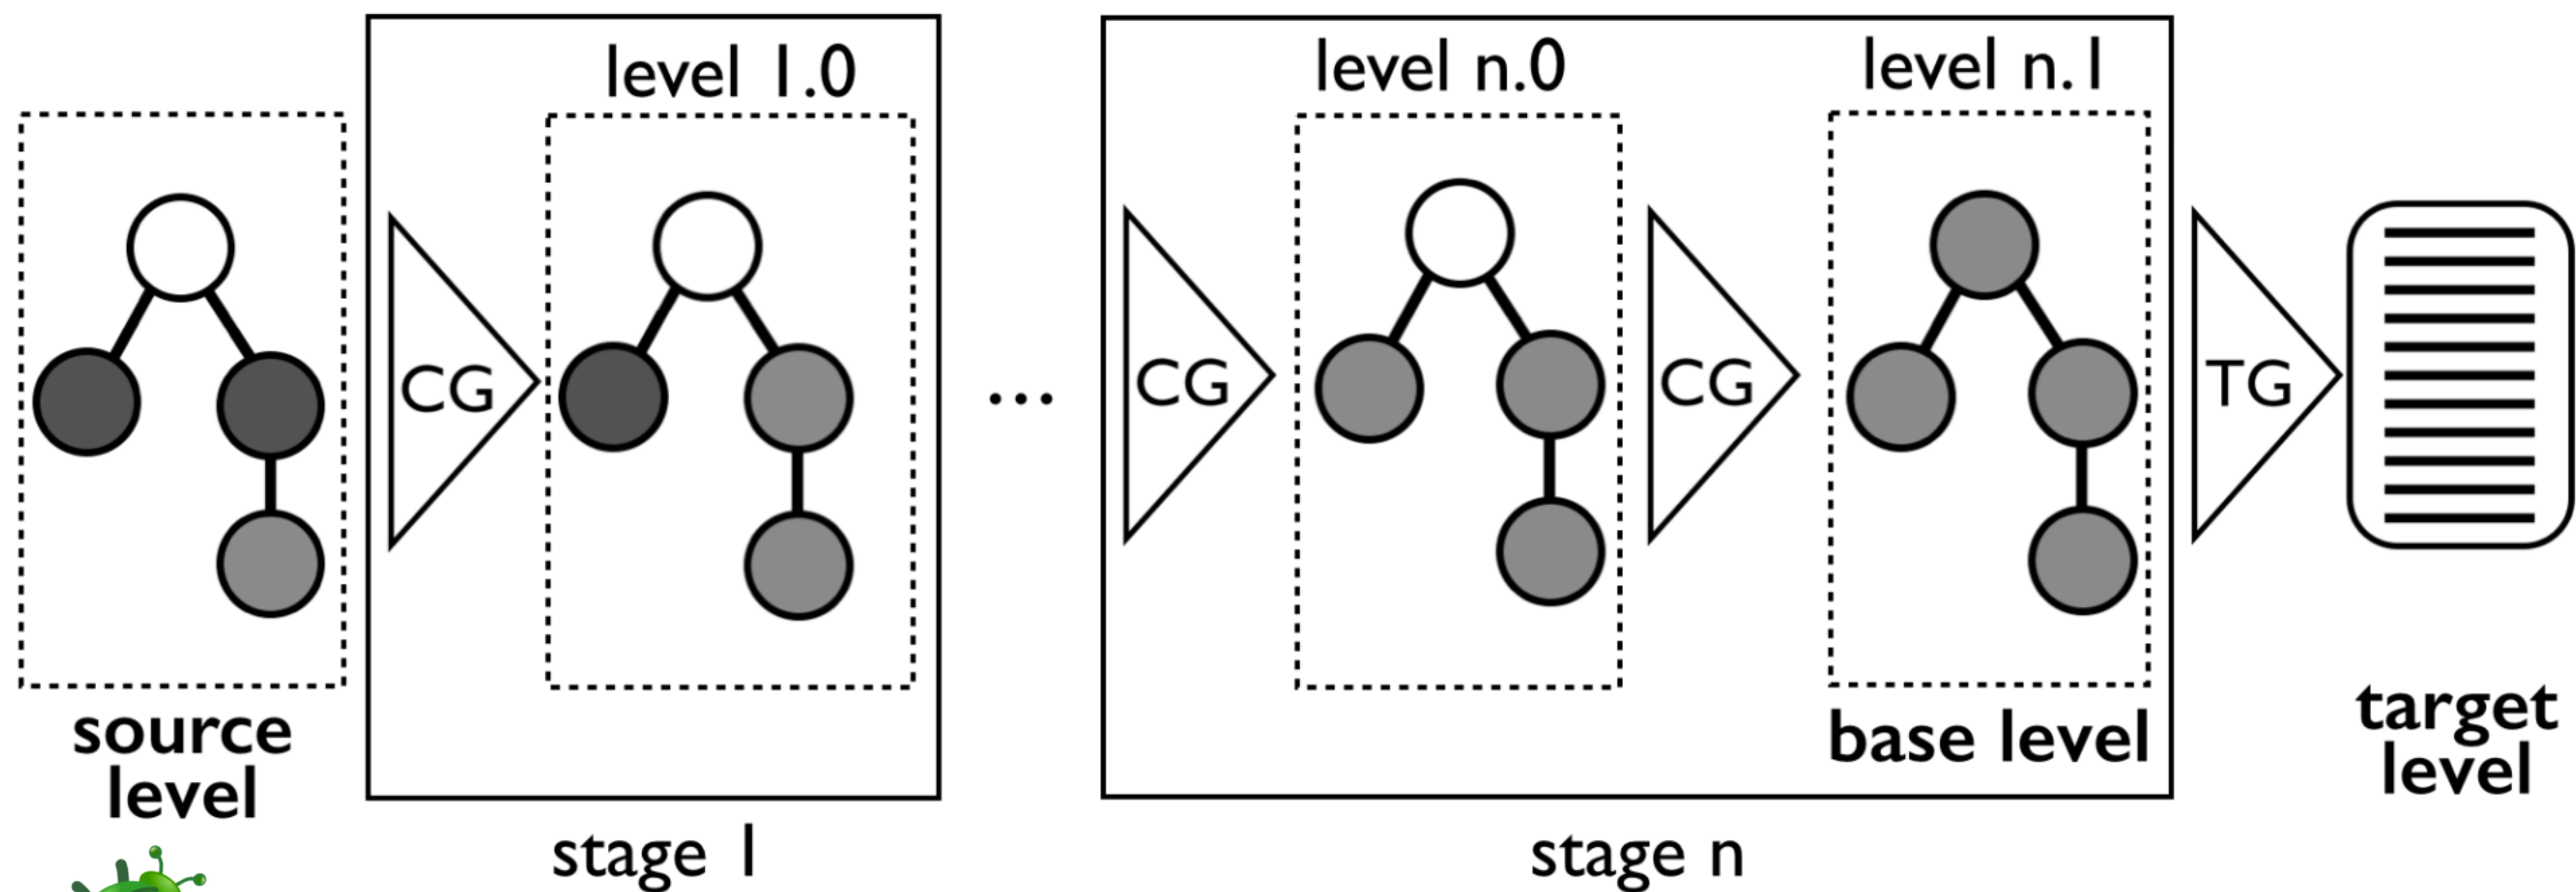 level 1.0
level n.0
level n.1
CG
...
CG
CG
TG
source
level
base level
target
level
stage 1
stage n